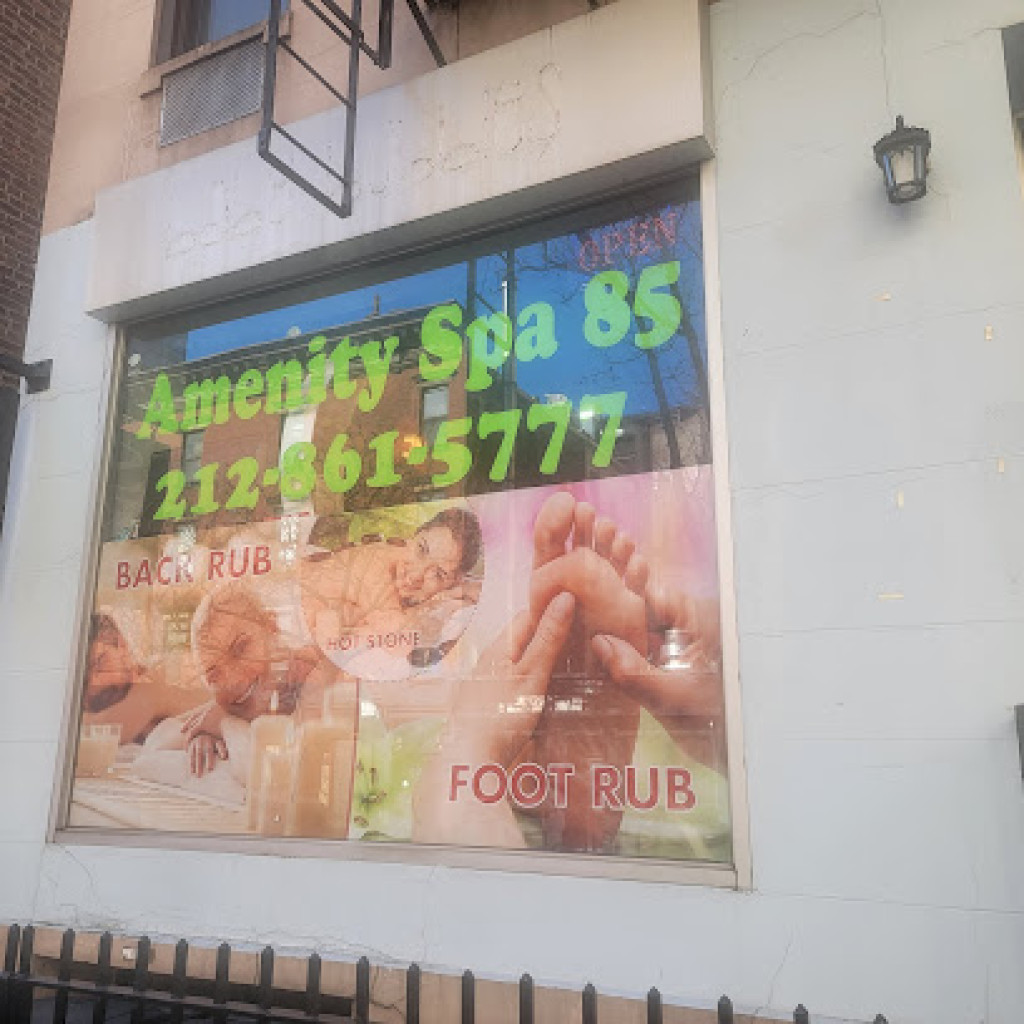 OPEN
Amenity Spa 85
212-861-5777
BACK RUB
HOT STONE
FOOT RUB